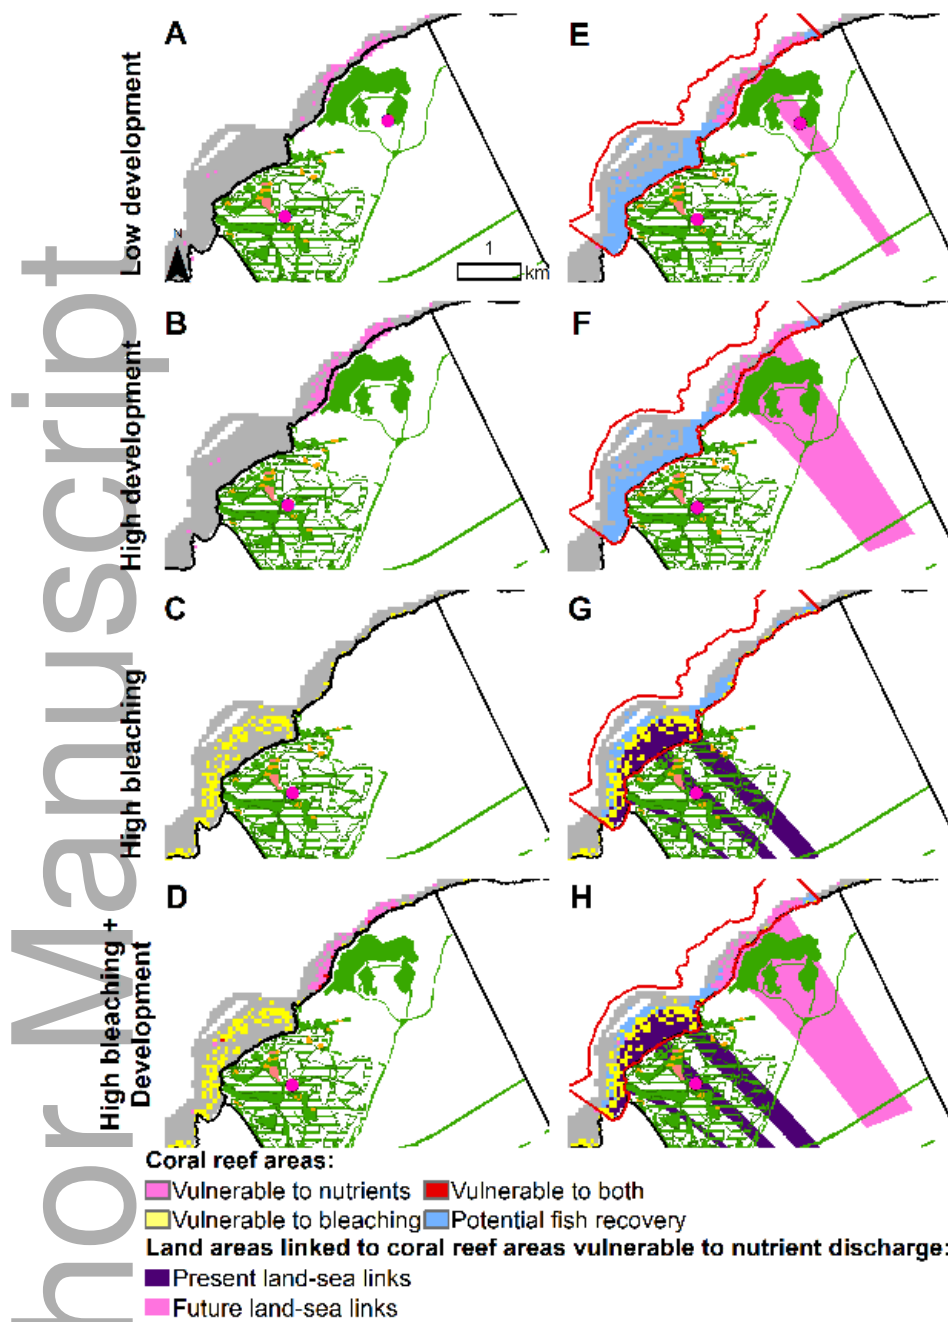 A
E
Low development
N
1
km
B
F
High development
C
G
High bleaching
D
H
High bleaching +
Development
hor Manuscript
Coral reef areas:
Vulnerable to nutrients Vulnerable to both
Vulnerable to bleaching Potential fish recovery
Land areas linked to coral reef areas vulnerable to nutrient discharge:
Present land-sea links
Future land-sea links